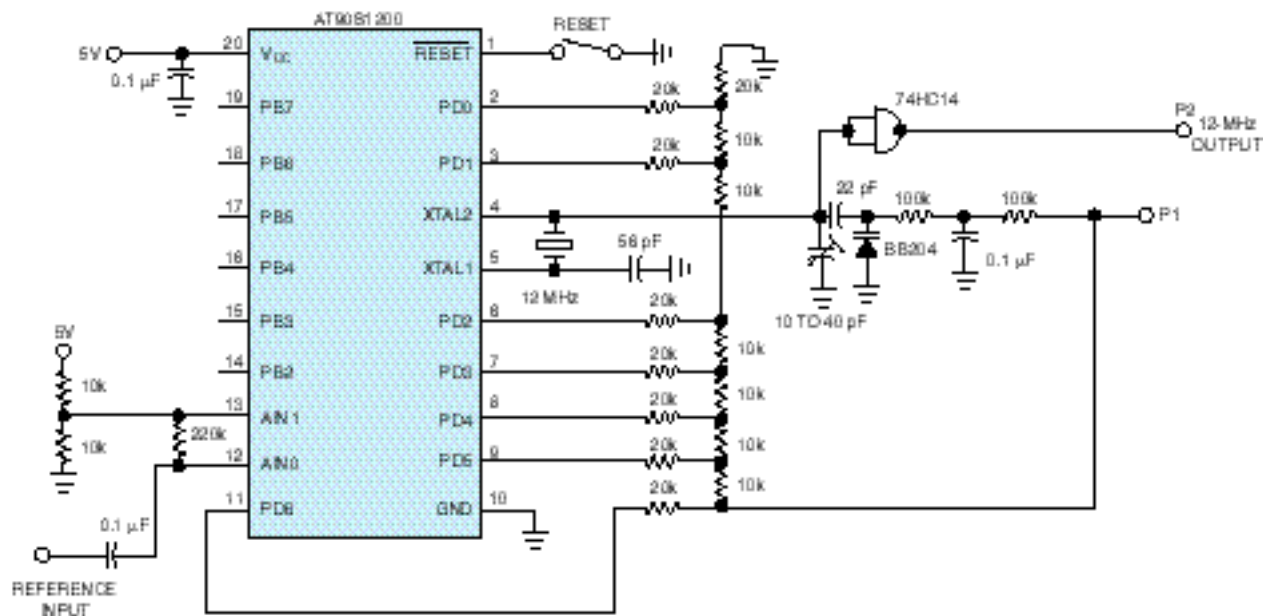 AT90S1200
5V
0.1 µF
20
VCC
RESET
1
RESET
19
PB7
PD0
2
20k
20k
18
PB6
PD1
3
20k
10k
10k
17
PB5
XTAL2
4
16
PB4
XTAL1
5
56 pF
12 MHz
15
PB3
PD2
6
20k
14
PB2
PD3
7
20k
10k
5V
10k
10k
13
AIN1
PD4
8
20k
10k
220k
12
AIN0
PD5
9
20k
10k
11
PD6
GND
10
20k
10k
0.1 µF
REFERENCE
INPUT
74HC14
P2
12-MHz
OUTPUT
22 pF
100k
100k
P1
BB204
0.1 µF
10 TO 40 pF